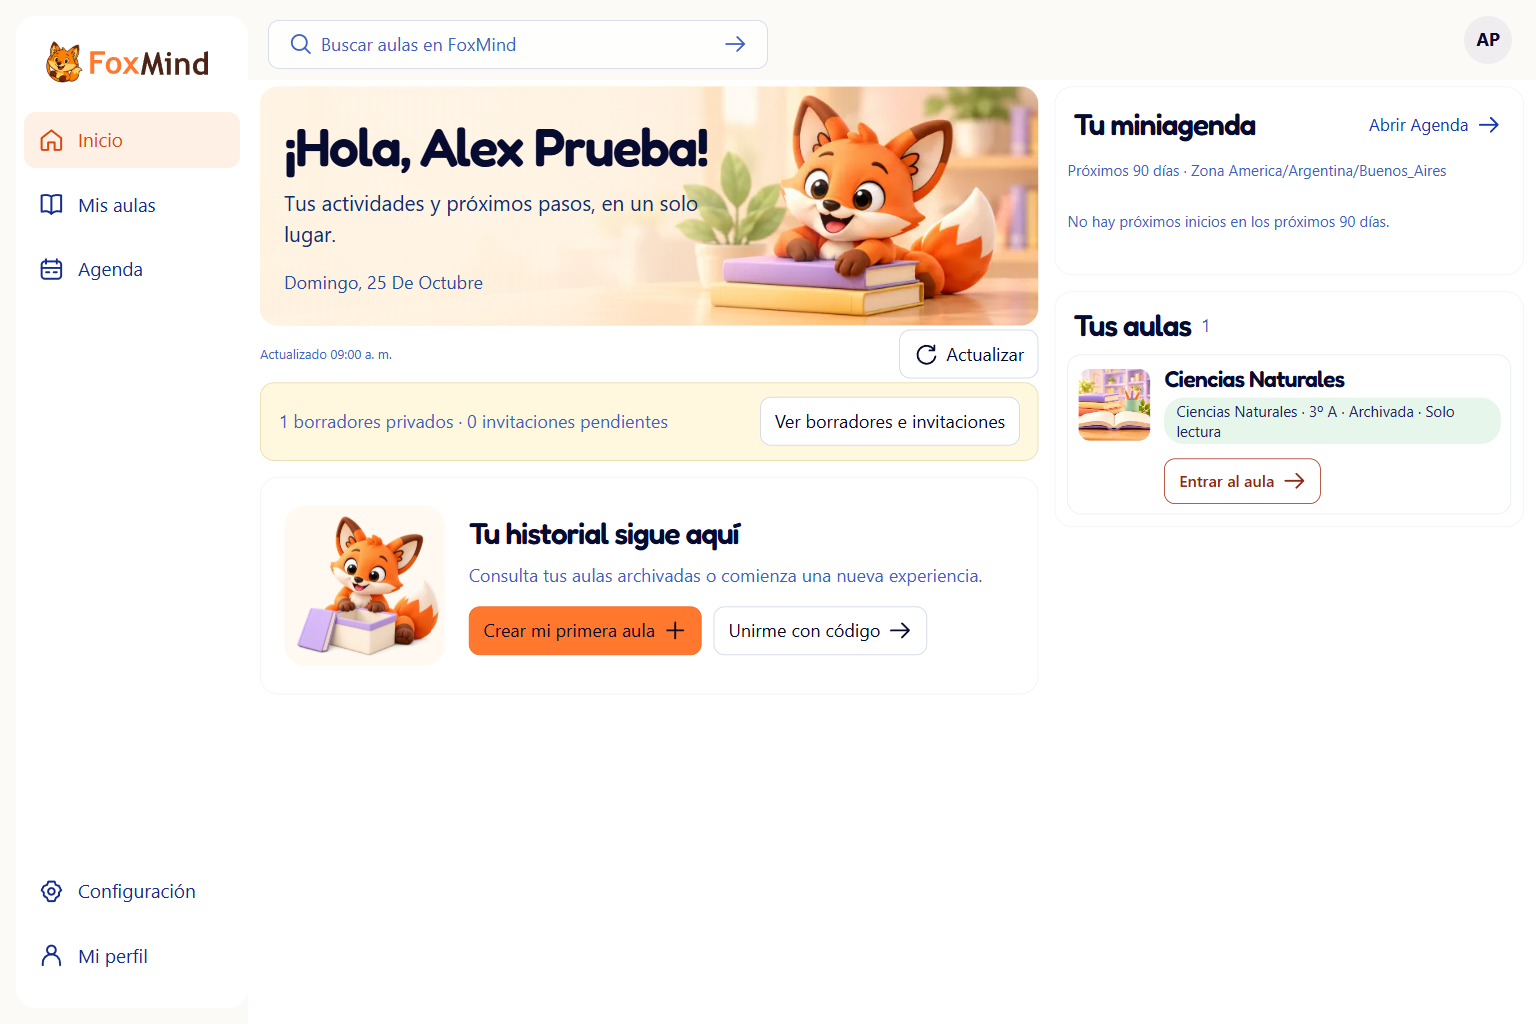 FoxMind
Inicio
Mis aulas
Agenda
Configuración
Mi perfil
Buscar aulas en FoxMind
AP
¡Hola, Alex Prueba!
Tus actividades y próximos pasos, en un solo
lugar.
Domingo, 25 De Octubre
Actualizado 09:00 a. m.
Actualizar
1 borradores privados · 0 invitaciones pendientes
Ver borradores e invitaciones
Tu historial sigue aquí
Consulta tus aulas archivadas o comienza una nueva experiencia.
Crear mi primera aula
Unirme con código
Tu miniagenda
Abrir Agenda
Próximos 90 días · Zona America/Argentina/Buenos_Aires
No hay próximos inicios en los próximos 90 días.
Tus aulas 1
Ciencias Naturales
Ciencias Naturales · 3º A · Archivada · Solo
lectura
Entrar al aula